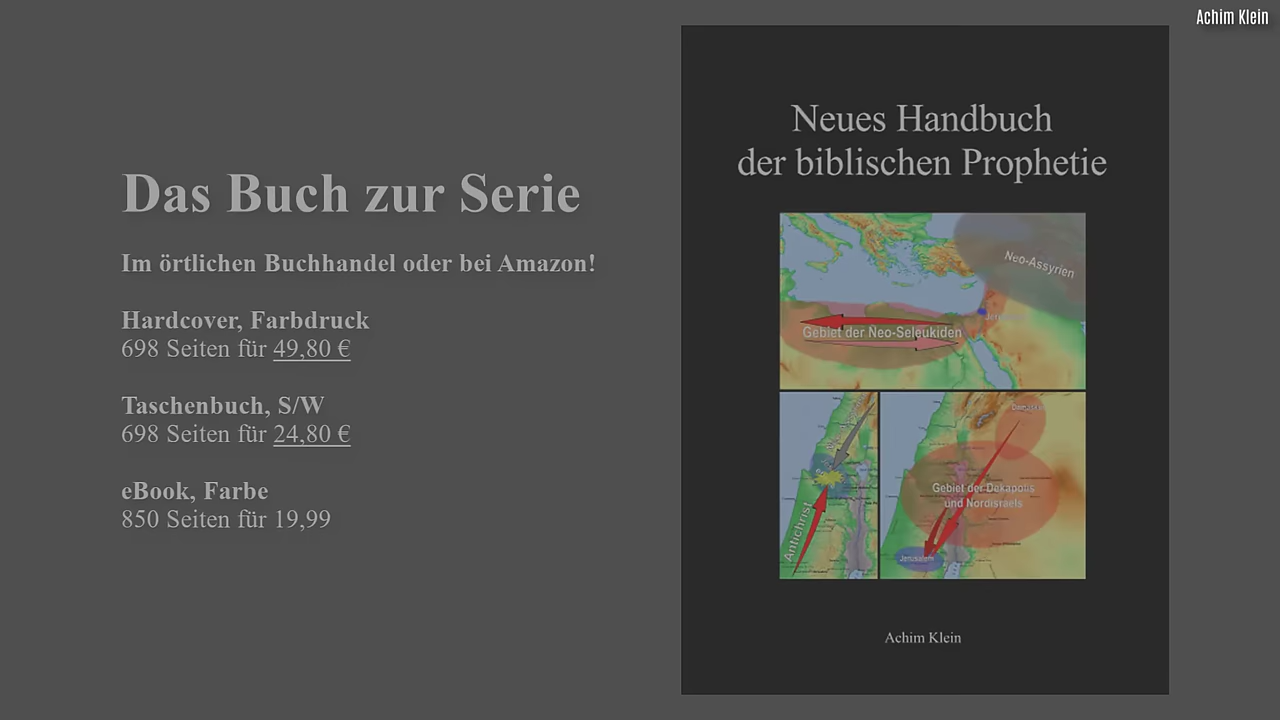 Achim Klein
Das Buch zur Serie
Im örtlichen Buchhandel oder bei Amazon!
Hardcover, Farbdruck
698 Seiten für 49,80 €
Taschenbuch, S/W
698 Seiten für 24,80 €
eBook, Farbe
850 Seiten für 19,99
Neues Handbuch
der biblischen Prophetie
Neo-Assyrien
Gebiet der Neo-Seleukiden
Antichrist
Gebiet der Dekapolis
und Nordisraels
Jerusalem
Achim Klein